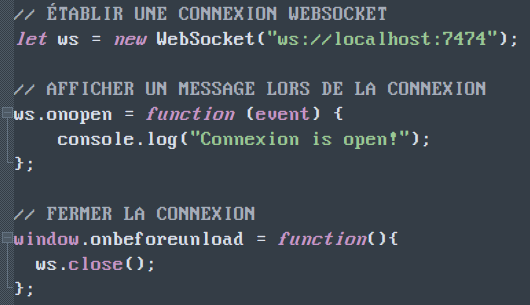 // ÉTABLIR UNE CONNEXION WEBSOCKET
let ws = new WebSocket("ws://localhost:7474");
// AFFICHER UN MESSAGE LORS DE LA CONNEXION
ws.onopen = function (event) {
console.log("Connexion is open!");
};
// FERMER LA CONNEXION
window.onbeforeunload = function(){
ws.close();
};